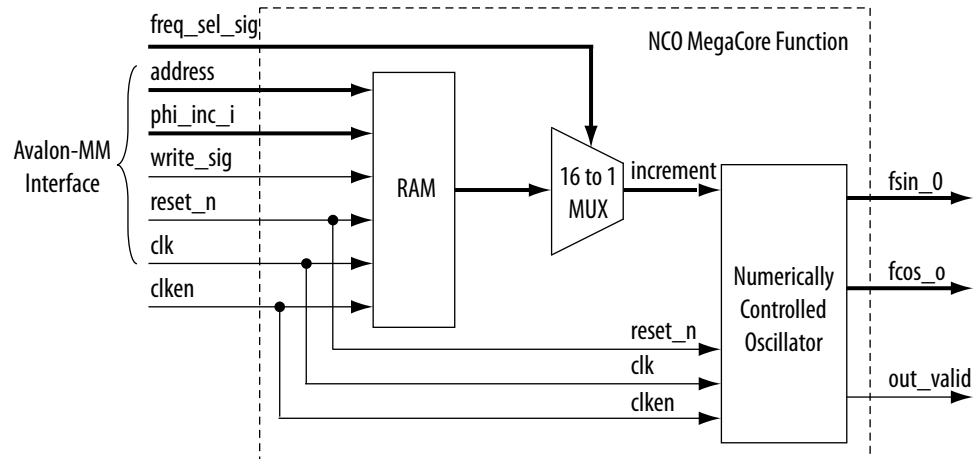 freq_sel_sig
NCO MegaCore Function
address
phi_inc_i
Avalon-MM
Interface
write_sig
reset_n
clk
clken
RAM
16 to 1
MUX
increment
Numerically
Controlled
Oscillator
reset_n
clk
clken
fsin_0
fcos_o
out_valid